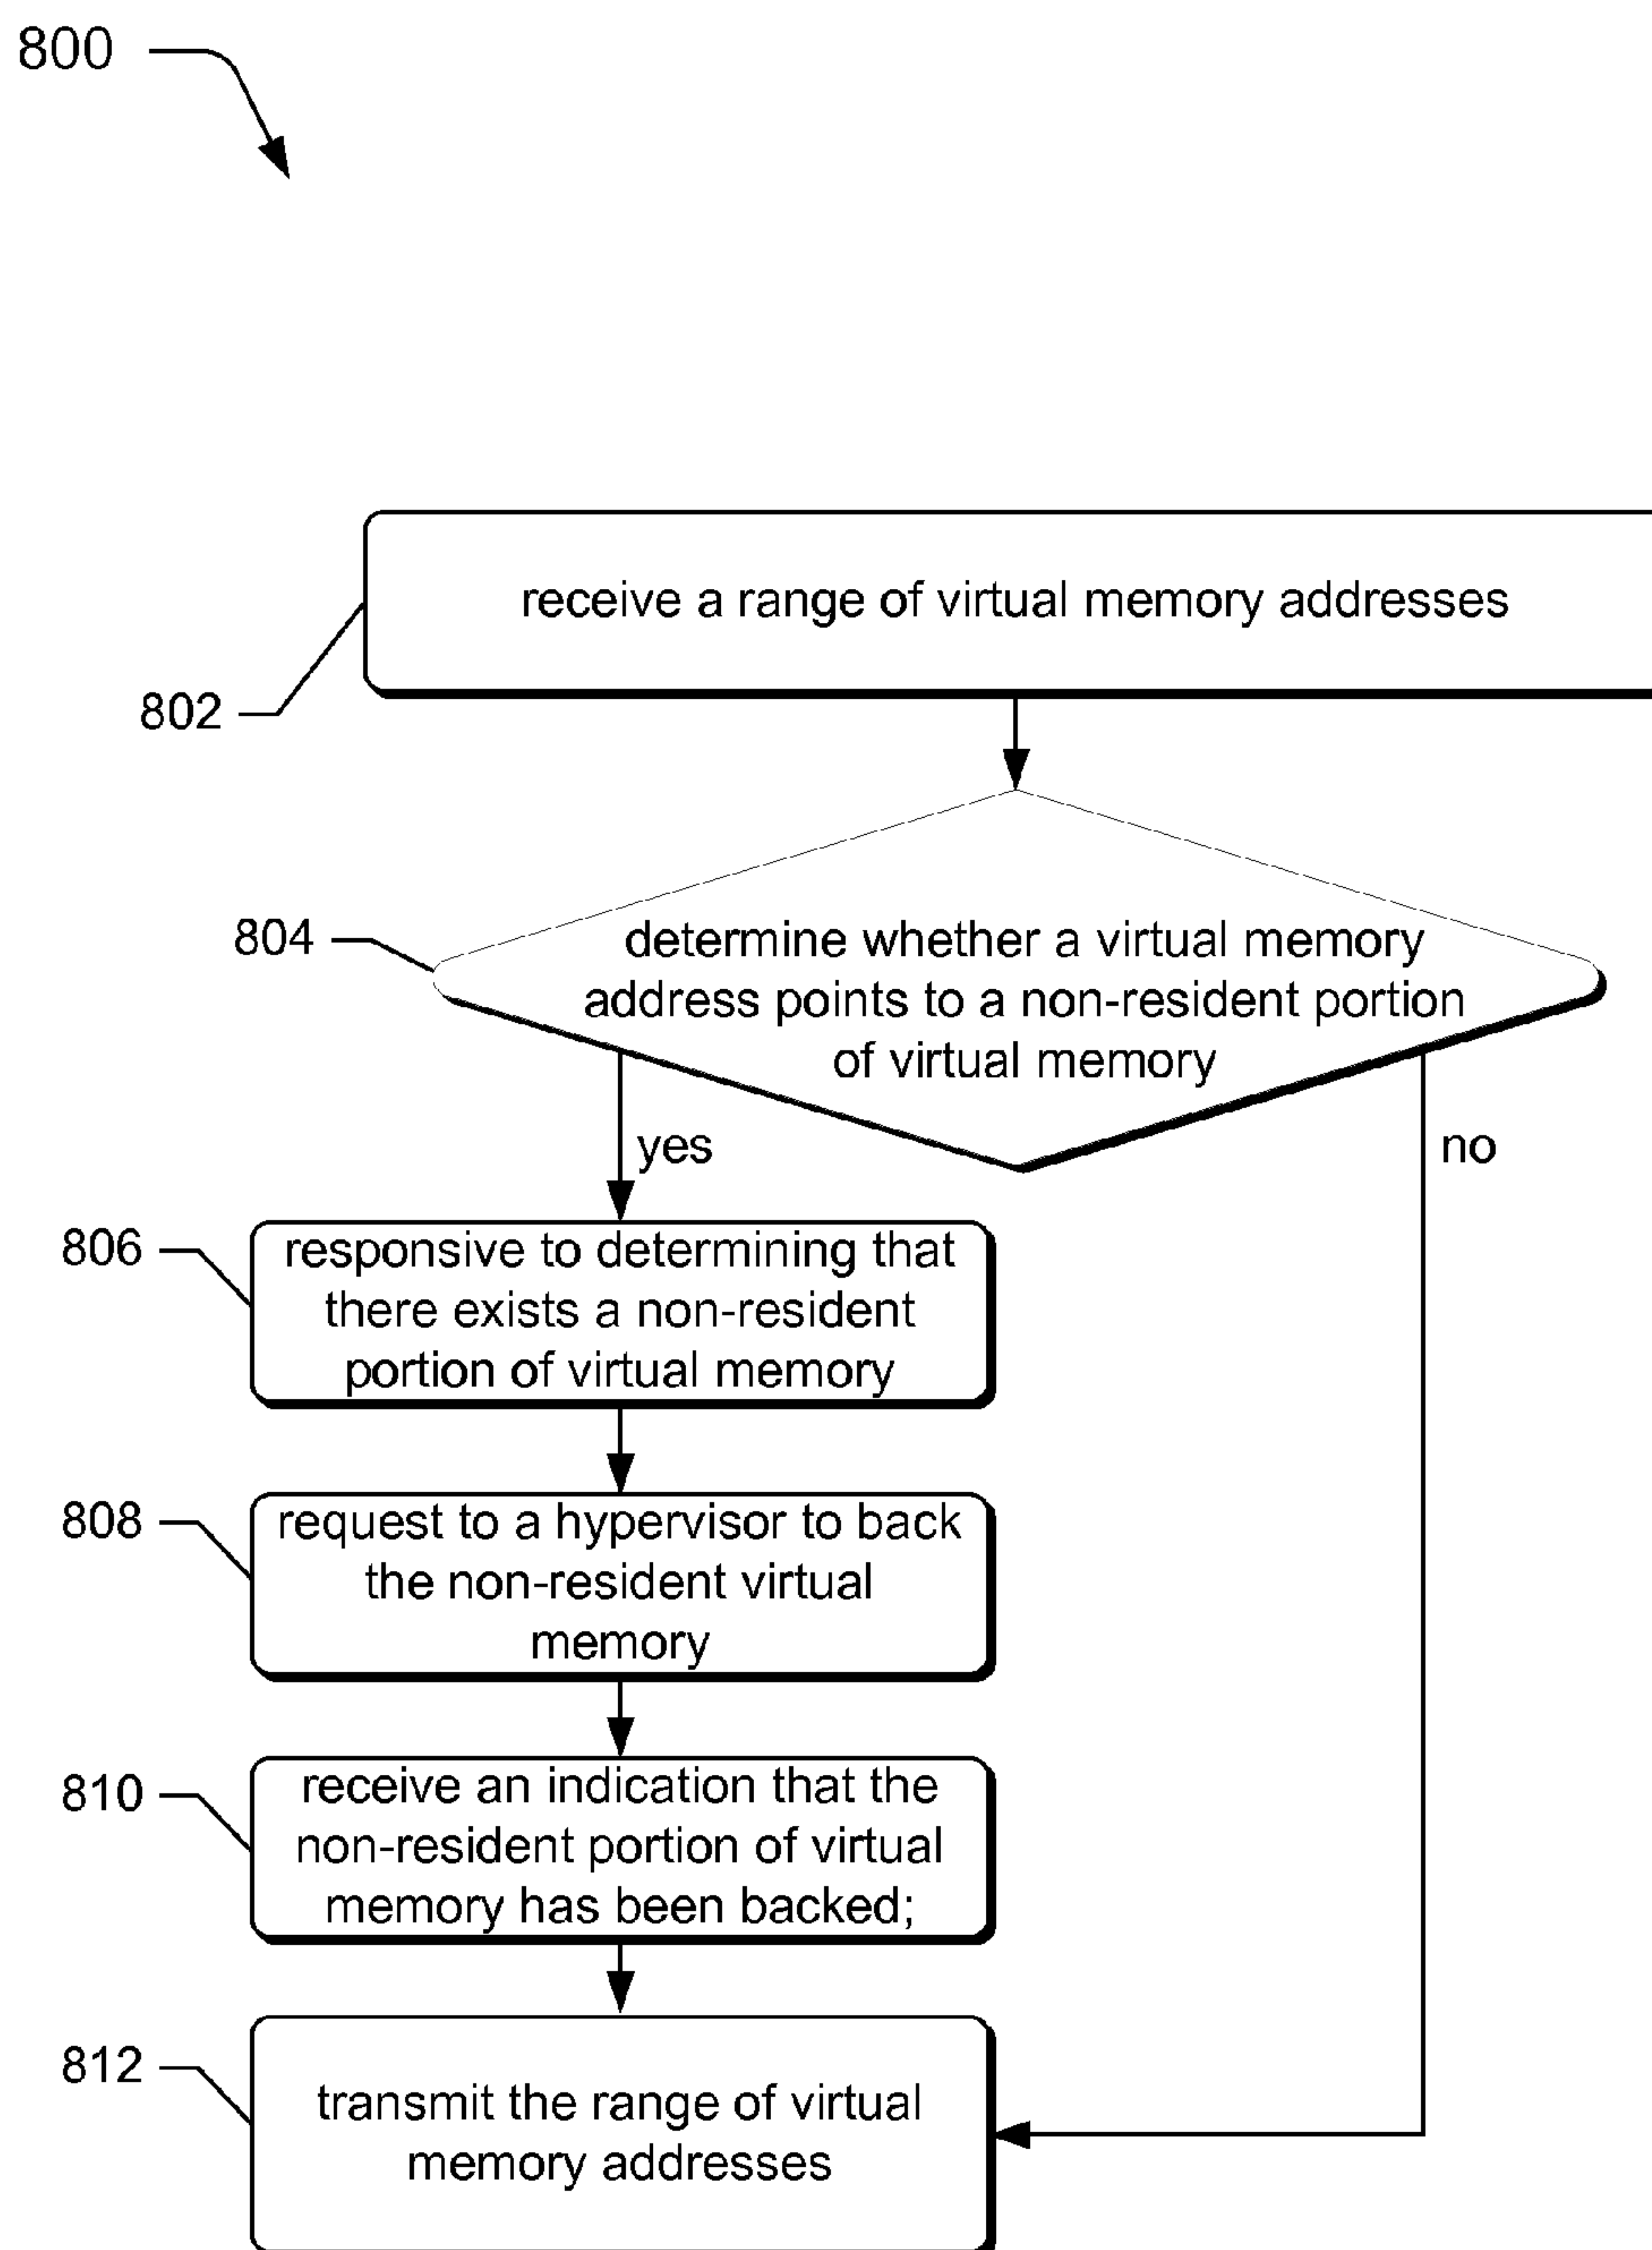 800
receive a range of virtual memory addresses
802
804
determine whether a virtual memory
address points to a non-resident portion
of virtual memory
yes
no
806
responsive to determining that
there exists a non-resident
portion of virtual memory
808
request to a hypervisor to back
the non-resident virtual
memory
810
receive an indication that the
non-resident portion of virtual
memory has been backed;
812
transmit the range of virtual
memory addresses